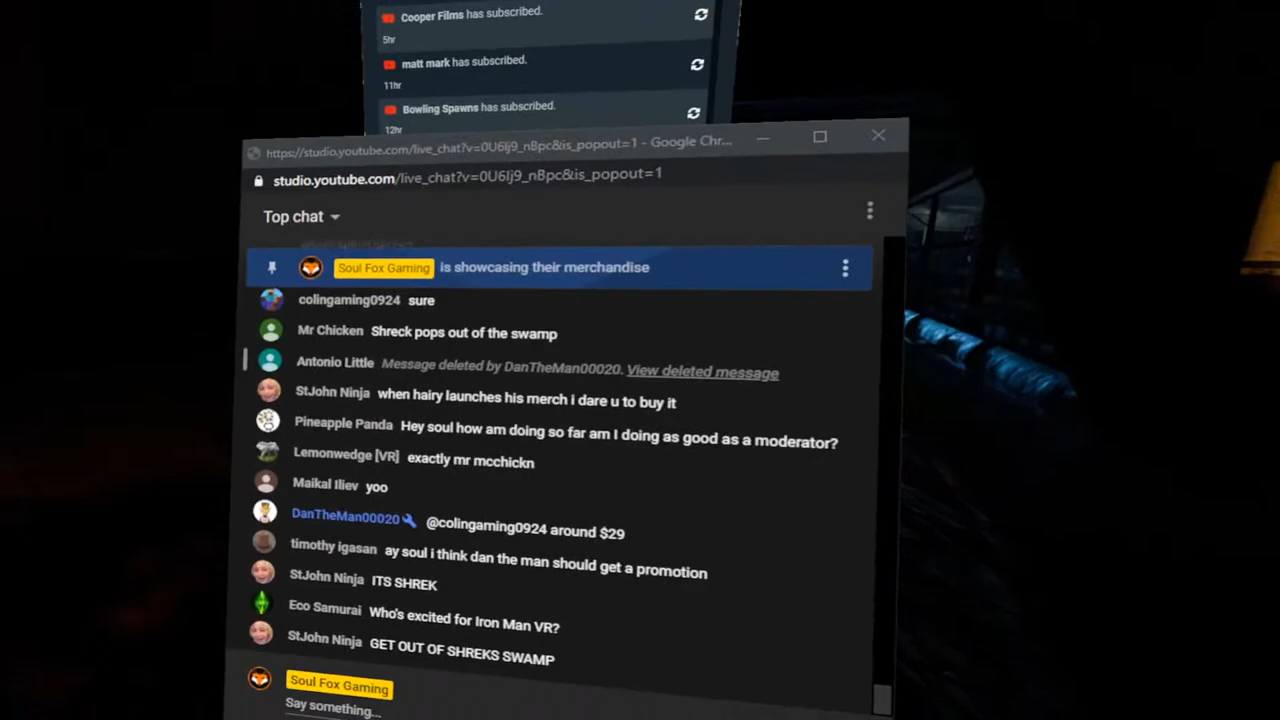 Cooper Films has subscribed.
5hr
matt mark has subscribed.
11hr
Bowling Spawns has subscribed.
12hr
https://studio.youtube.com/live_chat?v=0U6Ij9_nBpc&is_popout=1 - Google Chr...
studio.youtube.com/live_chat?v=0U6Ij9_nBpc&is_popout=1
Top chat
Soul Fox Gaming is showcasing their merchandise
colingaming0924 sure
Mr Chicken Shreck pops out of the swamp
Antonio Little Message deleted by DanTheMan00020. View deleted message
StJohn Ninja when hairy launches his merch i dare u to buy it
Pineapple Panda Hey soul how am doing so far am I doing as good as a moderator?
Lemonwedge [VR] exactly mr mcchickn
Maikal Iliev yoo
DanTheMan00020 @colingaming0924 around $29
timothy igasan ay soul i think dan the man should get a promotion
StJohn Ninja ITS SHREK
Eco Samurai Who's excited for Iron Man VR?
StJohn Ninja GET OUT OF SHREKS SWAMP
Soul Fox Gaming
Say something...